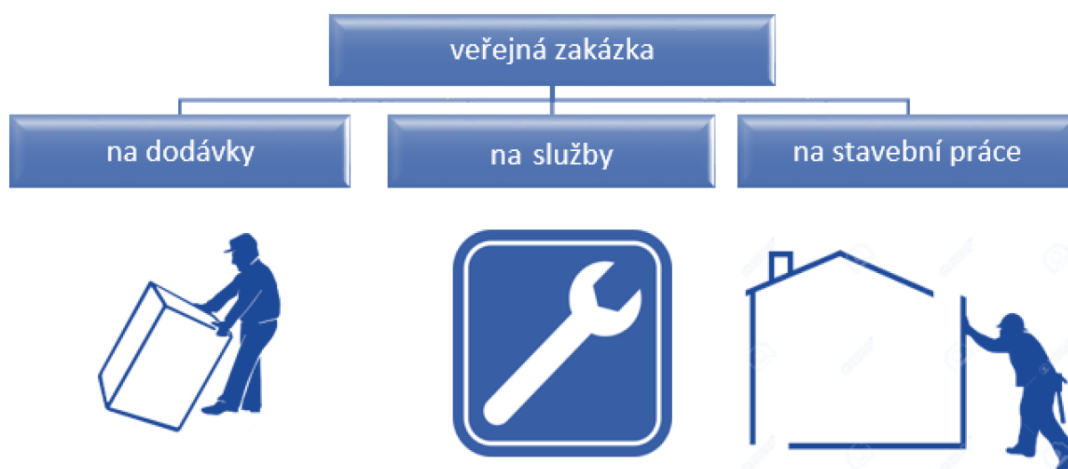 veřejná zakázka
na dodávky
na služby
na stavební práce